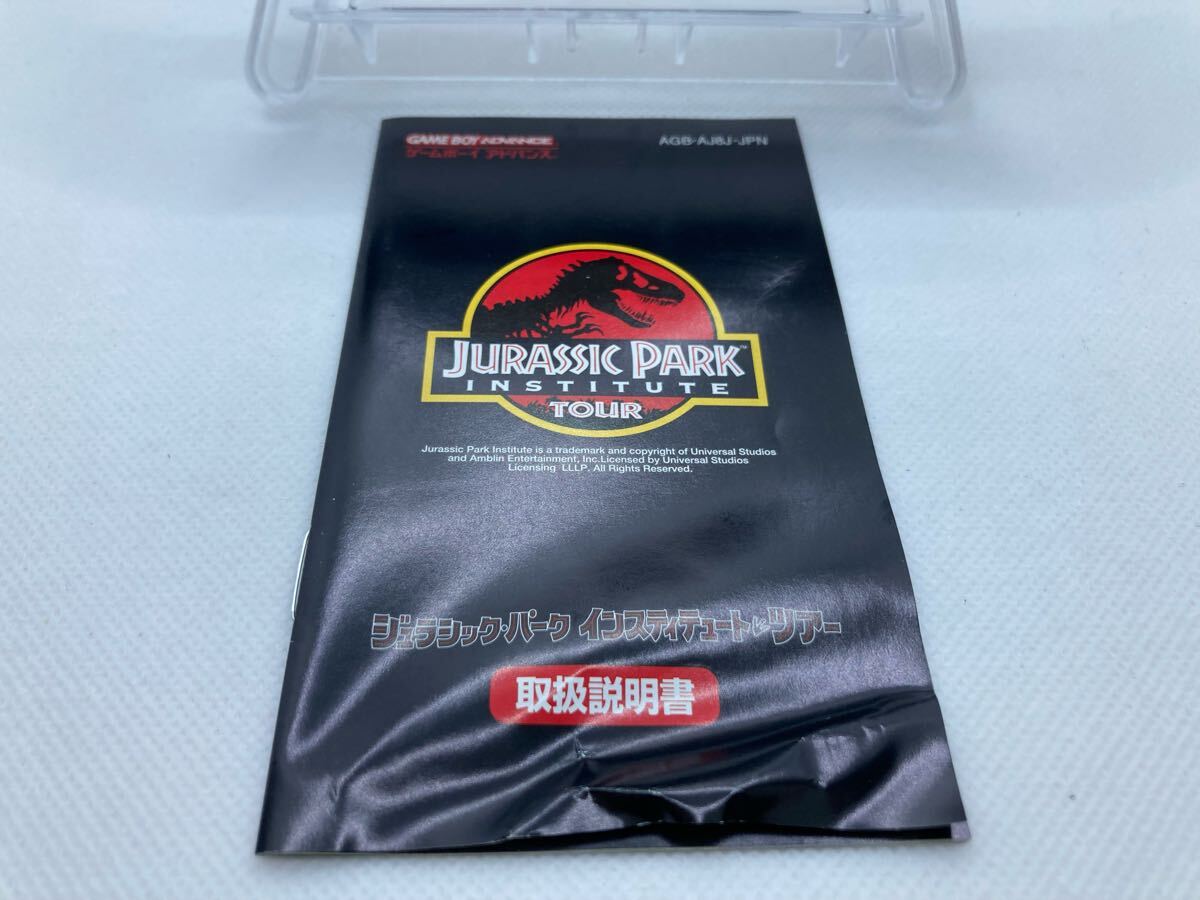 GAME BOY ADVANCE
ゲームボーイ アドバンス
AGB-AJ8J-JPN
JURASSIC PARK™
INSTITUTE
TOUR
Jurassic Park Institute is a trademark and copyright of Universal Studios
and Amblin Entertainment, Inc.Licensed by Universal Studios
Licensing LLLP. All Rights Reserved.
ジュラシック・パーク インスティテュート ツアー
取扱説明書